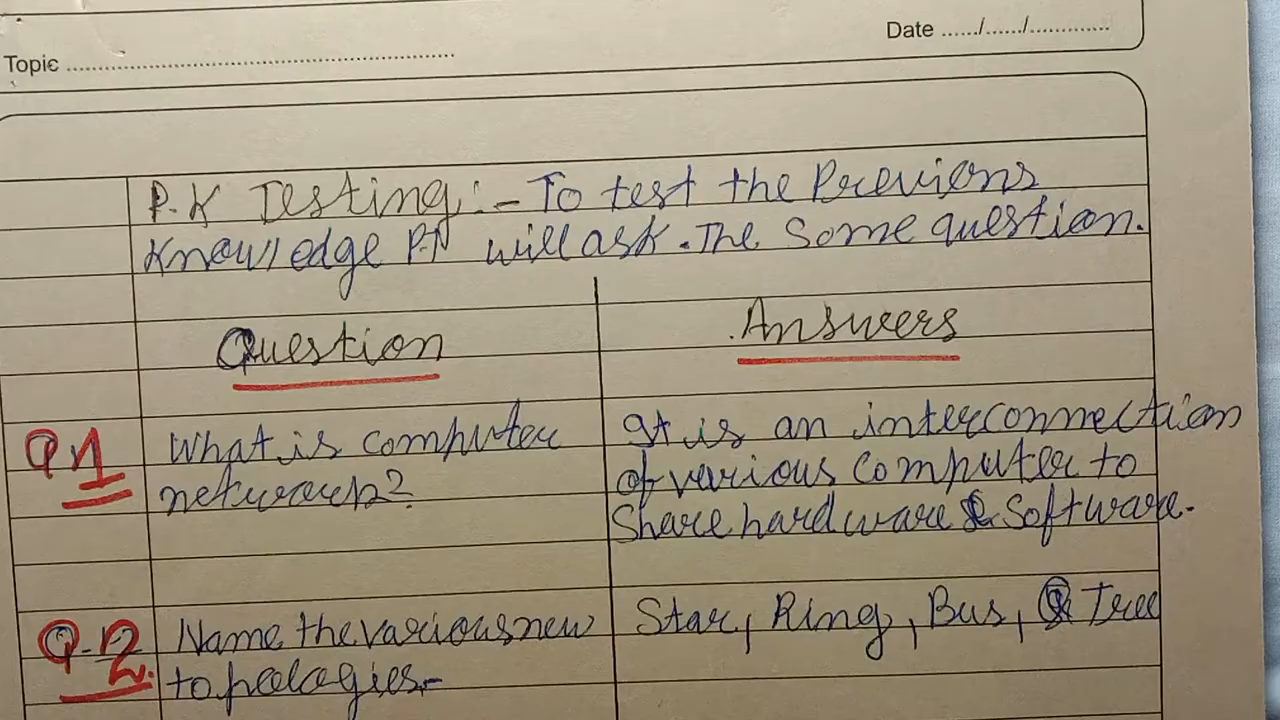 Date ....../....../.............
Topic ..........................................................................
P.K Testing:- To test the Previous
Knowledge P.N will ask. The Some question.
Question
Answers
Q1 What is computer
It is an interconnection
of various Computer to
Share hardware & Software.
Q.2. Name the various new
topologies.-
Star, Ring, Bus, & Tree